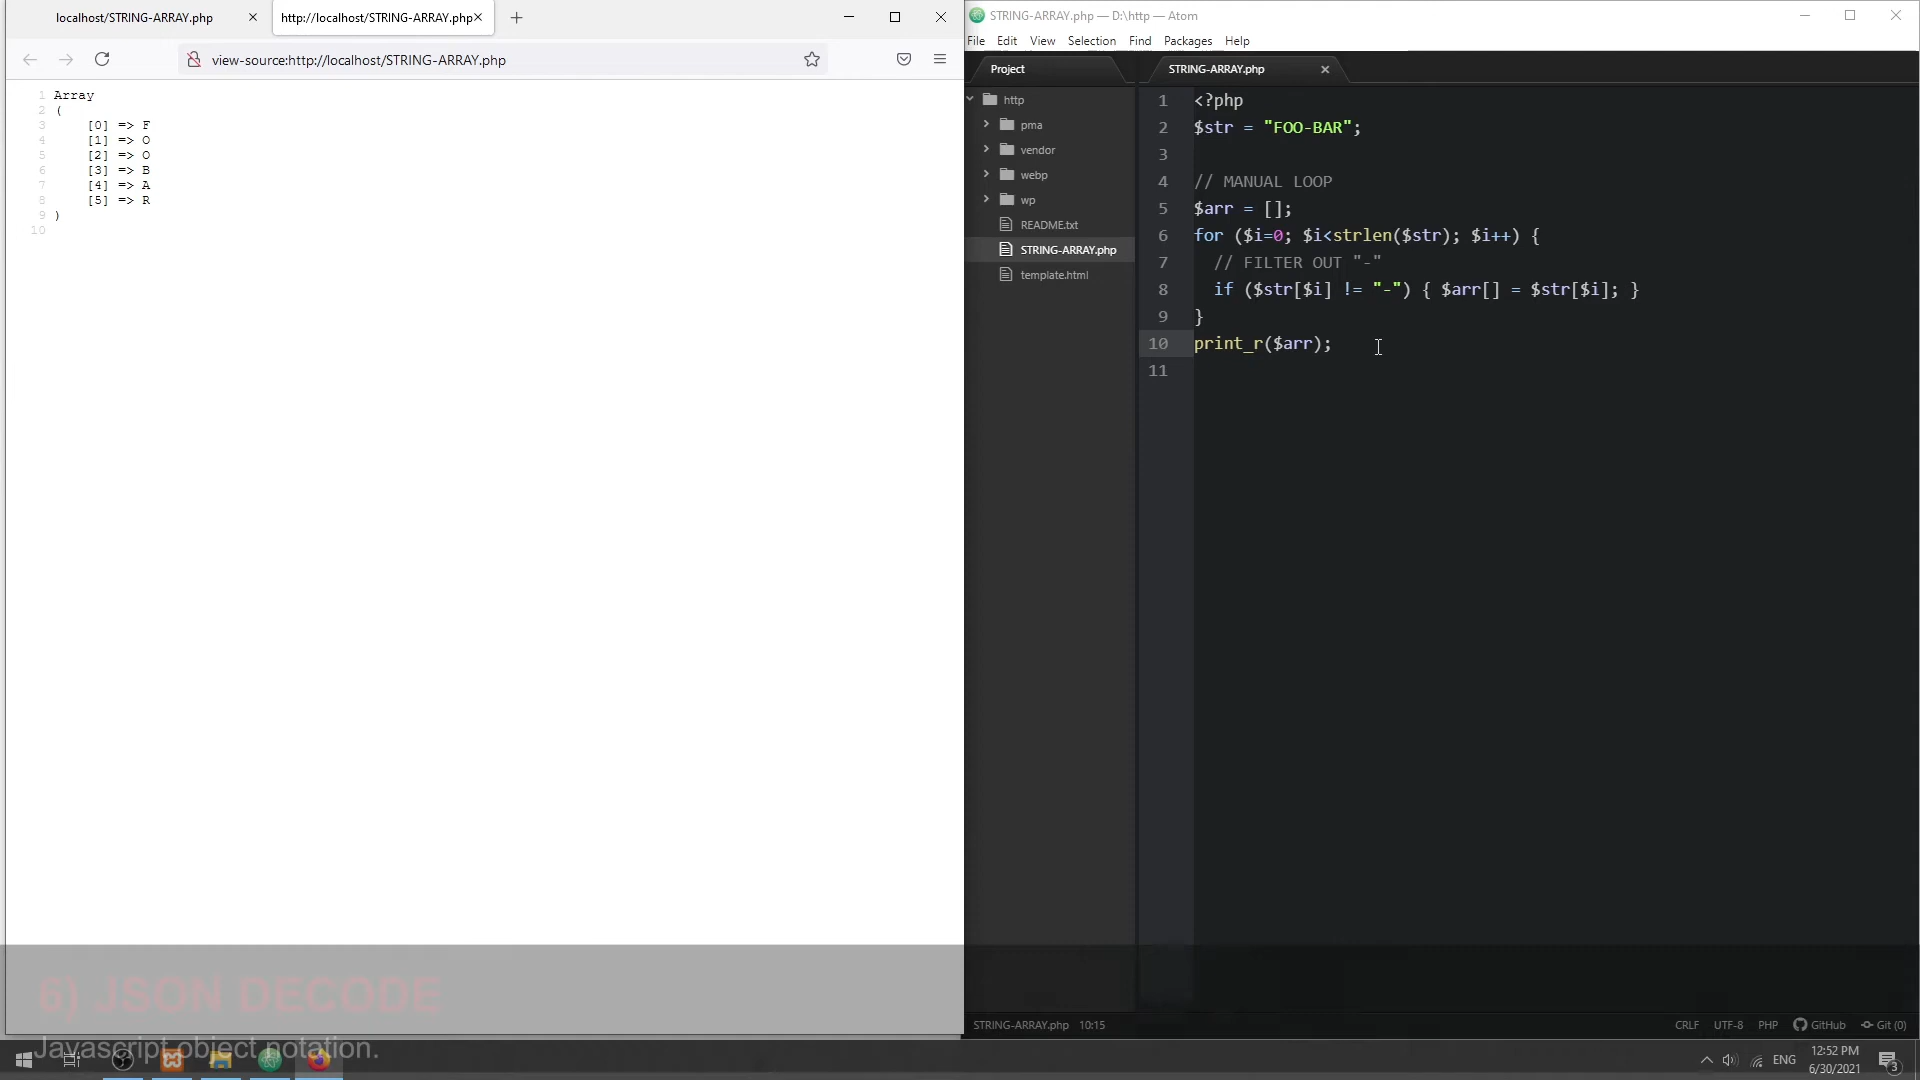 localhost/STRING-ARRAY.php
http://localhost/STRING-ARRAY.php
view-source:http://localhost/STRING-ARRAY.php
1 Array
2 (
3 [0] => F
4 [1] => O
5 [2] => O
6 [3] => B
7 [4] => A
8 [5] => R
9 )
10
STRING-ARRAY.php — D:\http — Atom
File Edit View Selection Find Packages Help
Project
http
pma
vendor
webp
wp
README.txt
STRING-ARRAY.php
template.html
STRING-ARRAY.php
1 <?php
2 $str = "FOO-BAR";
3
4 // MANUAL LOOP
5 $arr = [];
6 for ($i=0; $i<strlen($str); $i++) {
7 // FILTER OUT "-"
8 if ($str[$i] != "-") { $arr[] = $str[$i]; }
9 }
10 print_r($arr);
11
6) JSON DECODE
Javascript object notation.
STRING-ARRAY.php 10:15
CRLF UTF-8 PHP GitHub Git (0)
ENG
12:52 PM
6/30/2021
3